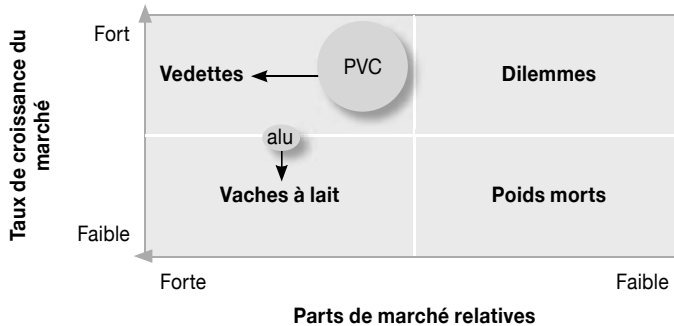 Taux de croissance du
marché
Fort
Vedettes
PVC
Dilemmes
alu
Vaches à lait
Poids morts
Faible
Forte
Faible
Parts de marché relatives